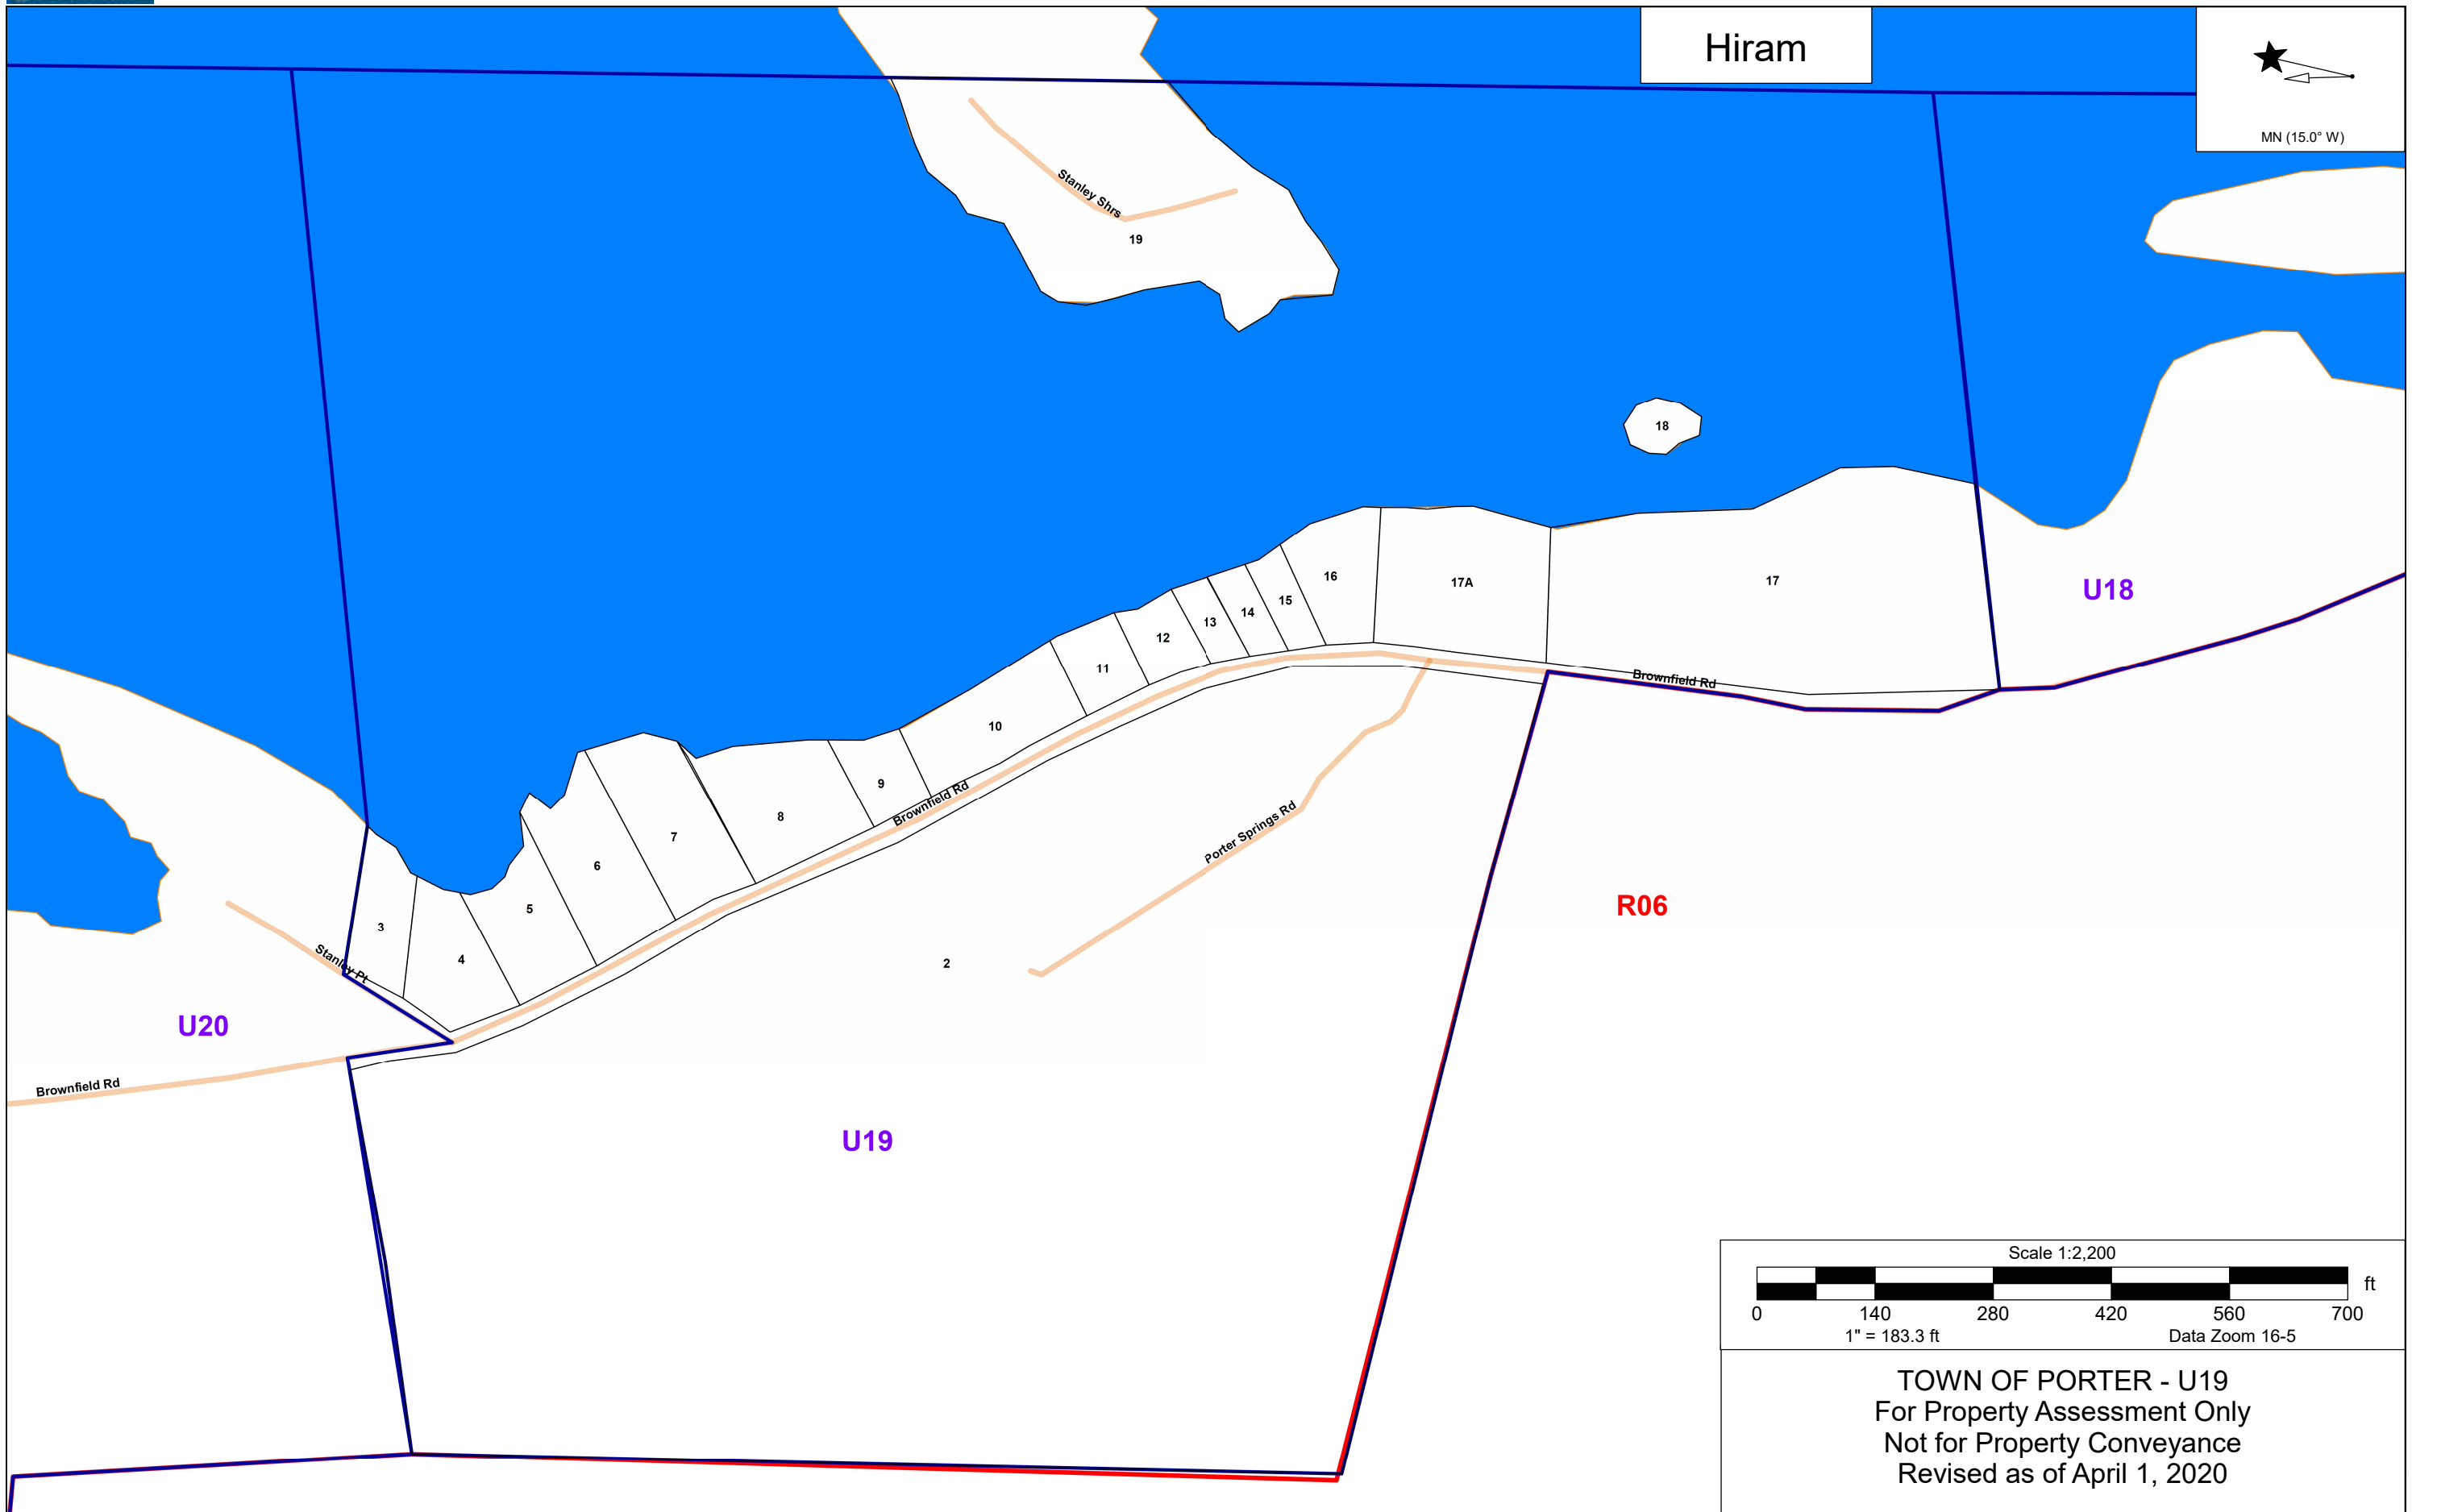 Hiram
MN (15.0° W)
Stanley Shrs
19
18
16
17A
17
U18
15
14
13
12
11
10
Brownfield Rd
9
8
7
6
5
4
3
Brownfield Rd
Porter Springs Rd
R06
2
Stanley Pt
U20
Brownfield Rd
U19
Scale 1:2,200
ft
0 140 280 420 560 700
1" = 183.3 ft Data Zoom 16-5
TOWN OF PORTER - U19
For Property Assessment Only
Not for Property Conveyance
Revised as of April 1, 2020